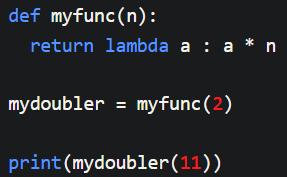 def myfunc(n):
  return lambda a : a * n

mydoubler = myfunc(2)

print(mydoubler(11))